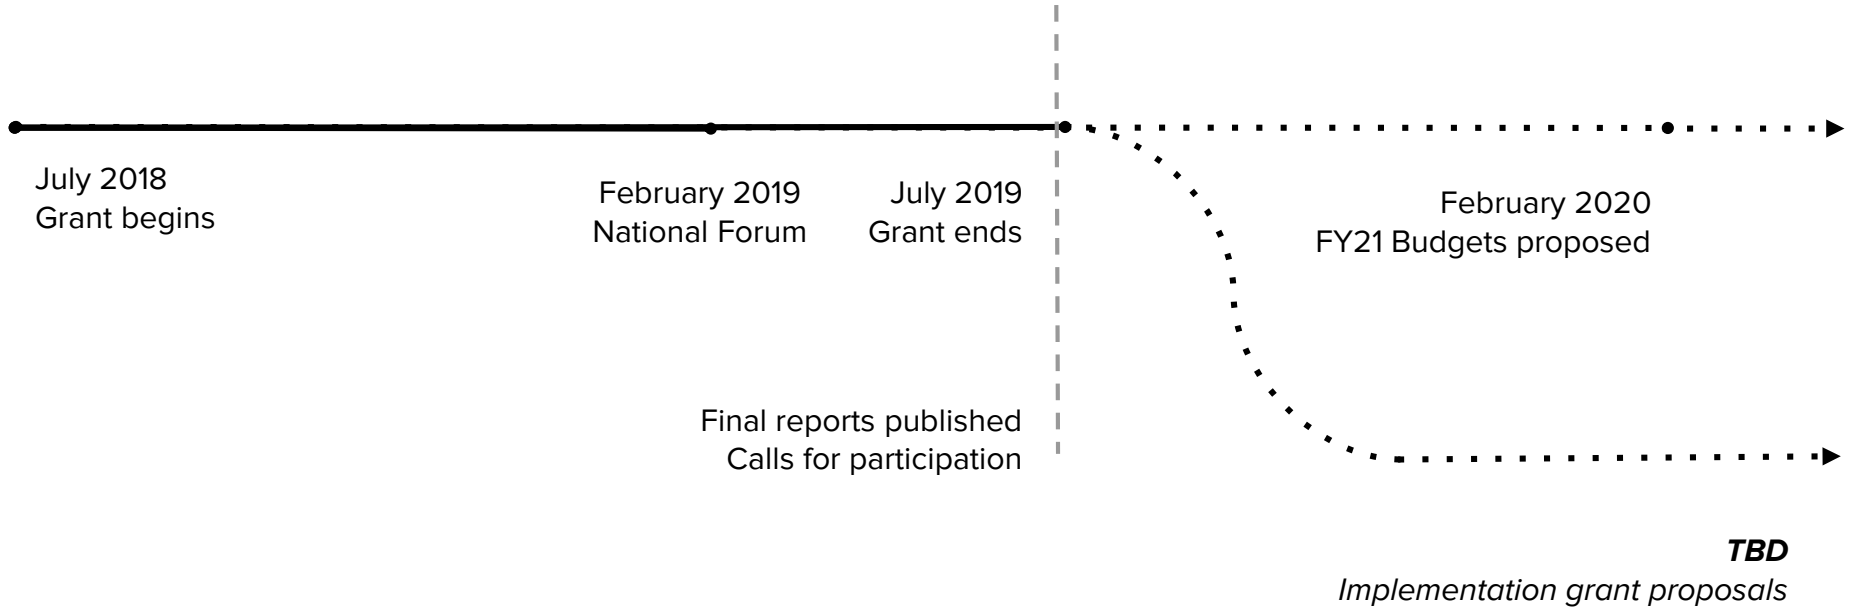 July 2018
Grant begins
February 2019
National Forum
July 2019
Grant ends
February 2020
FY21 Budgets proposed
Final reports published
Calls for participation
TBD
Implementation grant proposals